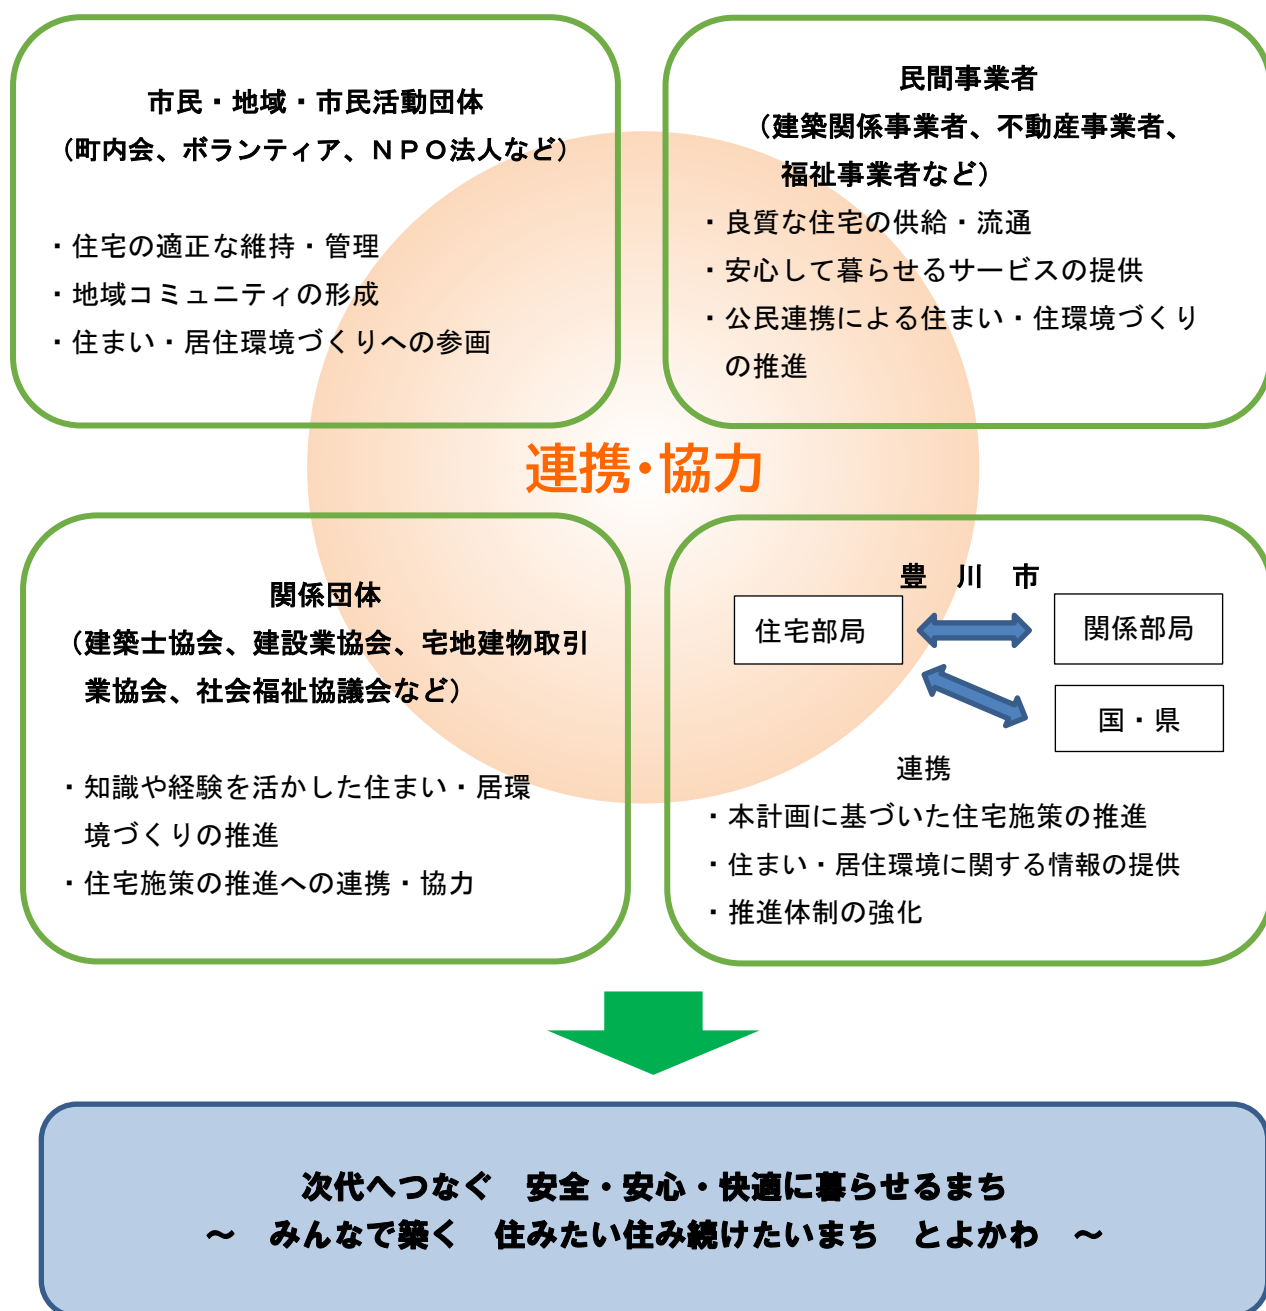 市民・地域・市民活動団体
（町内会、ボランティア、ＮＰＯ法人など）
・住宅の適正な維持・管理
・地域コミュニティの形成
・住まい・居住環境づくりへの参画
民間事業者
（建築関係事業者、不動産事業者、
福祉事業者など）
・良質な住宅の供給・流通
・安心して暮らせるサービスの提供
・公民連携による住まい・住環境づくり
の推進
連携・協力
関係団体
（建築士協会、建設業協会、宅地建物取引
業協会、社会福祉協議会など）
・知識や経験を活かした住まい・居環
境づくりの推進
・住宅施策の推進への連携・協力
豊　川　市
住宅部局
関係部局
国・県
連携
・本計画に基づいた住宅施策の推進
・住まい・居住環境に関する情報の提供
・推進体制の強化
次代へつなぐ　安全・安心・快適に暮らせるまち
～　みんなで築く　住みたい住み続けたいまち　とよかわ　～